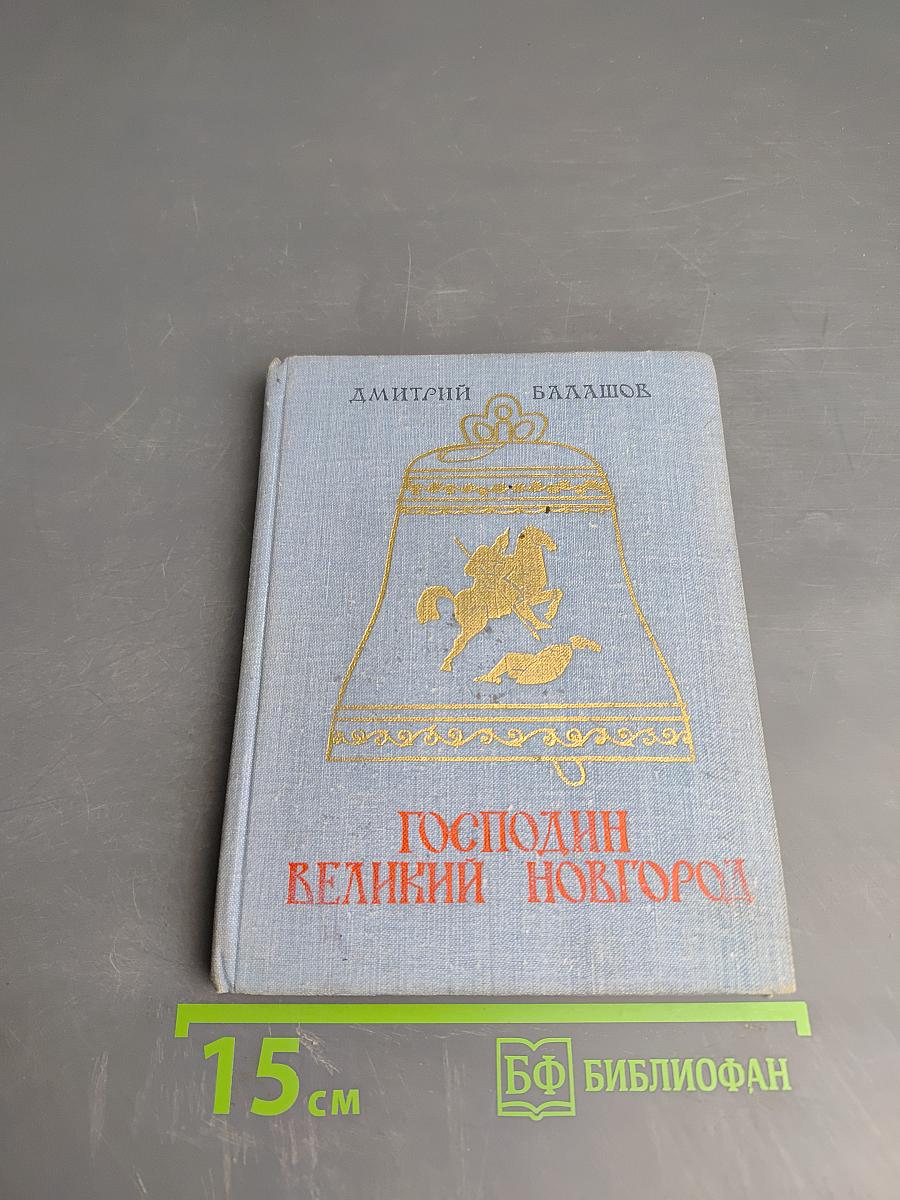 ДМИТРИЙ БАЛАШОВ
ГОСПОДИН
ВЕЛИКИЙ НОВГОРОД
15 см
БФ БИБЛИОФАН